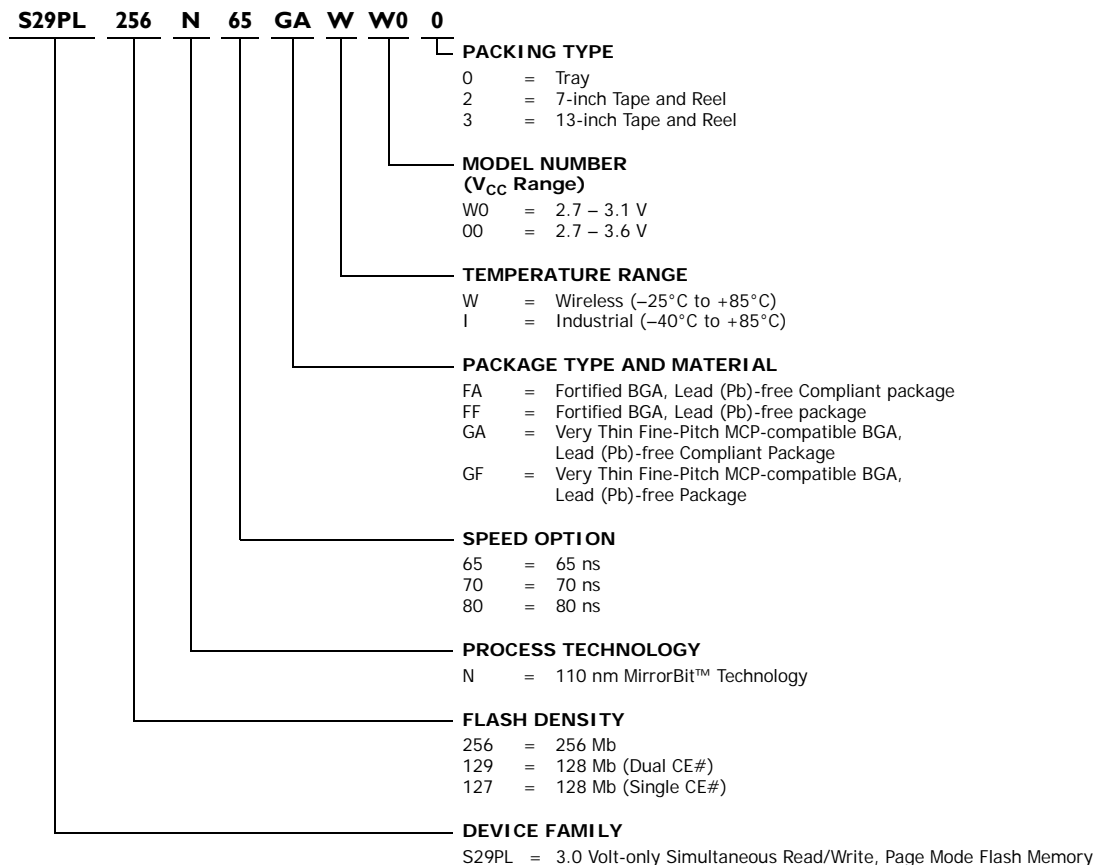 S29PL 256 N 65 GA W W0 0
PACKING TYPE
0 = Tray
2 = 7-inch Tape and Reel
3 = 13-inch Tape and Reel
MODEL NUMBER
(VCC Range)
W0 = 2.7 – 3.1 V
00 = 2.7 – 3.6 V
TEMPERATURE RANGE
W = Wireless (–25°C to +85°C)
I = Industrial (–40°C to +85°C)
PACKAGE TYPE AND MATERIAL
FA = Fortified BGA, Lead (Pb)-free Compliant package
FF = Fortified BGA, Lead (Pb)-free package
GA = Very Thin Fine-Pitch MCP-compatible BGA,
Lead (Pb)-free Compliant Package
GF = Very Thin Fine-Pitch MCP-compatible BGA,
Lead (Pb)-free Package
SPEED OPTION
65 = 65 ns
70 = 70 ns
80 = 80 ns
PROCESS TECHNOLOGY
N = 110 nm MirrorBit™ Technology
FLASH DENSITY
256 = 256 Mb
129 = 128 Mb (Dual CE#)
127 = 128 Mb (Single CE#)
DEVICE FAMILY
S29PL = 3.0 Volt-only Simultaneous Read/Write, Page Mode Flash Memory